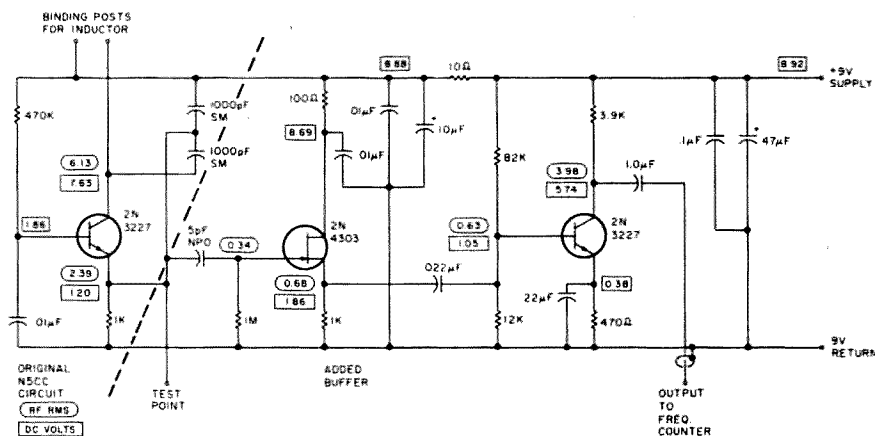 BINDING POSTS
FOR INDUCTOR
8.88
10Ω
8.92
+9V
SUPPLY
470K
1000pF
SM
100Ω
.01µF
+
10µF
3.9K
.1µF
+
47µF
1000pF
SM
8.69
.01µF
82K
6.13
7.63
3.98
5.74
1.0µF
1.86
2N
3227
5pF
NPO
0.34
2N
4303
0.63
1.05
2N
3227
2.39
1.20
0.68
1.86
.022µF
22µF
0.38
.01µF
1K
1M
1K
12K
470Ω
9V
RETURN
ORIGINAL
N5CC
CIRCUIT
RF RMS
DC VOLTS
TEST
POINT
ADDED
BUFFER
OUTPUT
TO
FREQ.
COUNTER